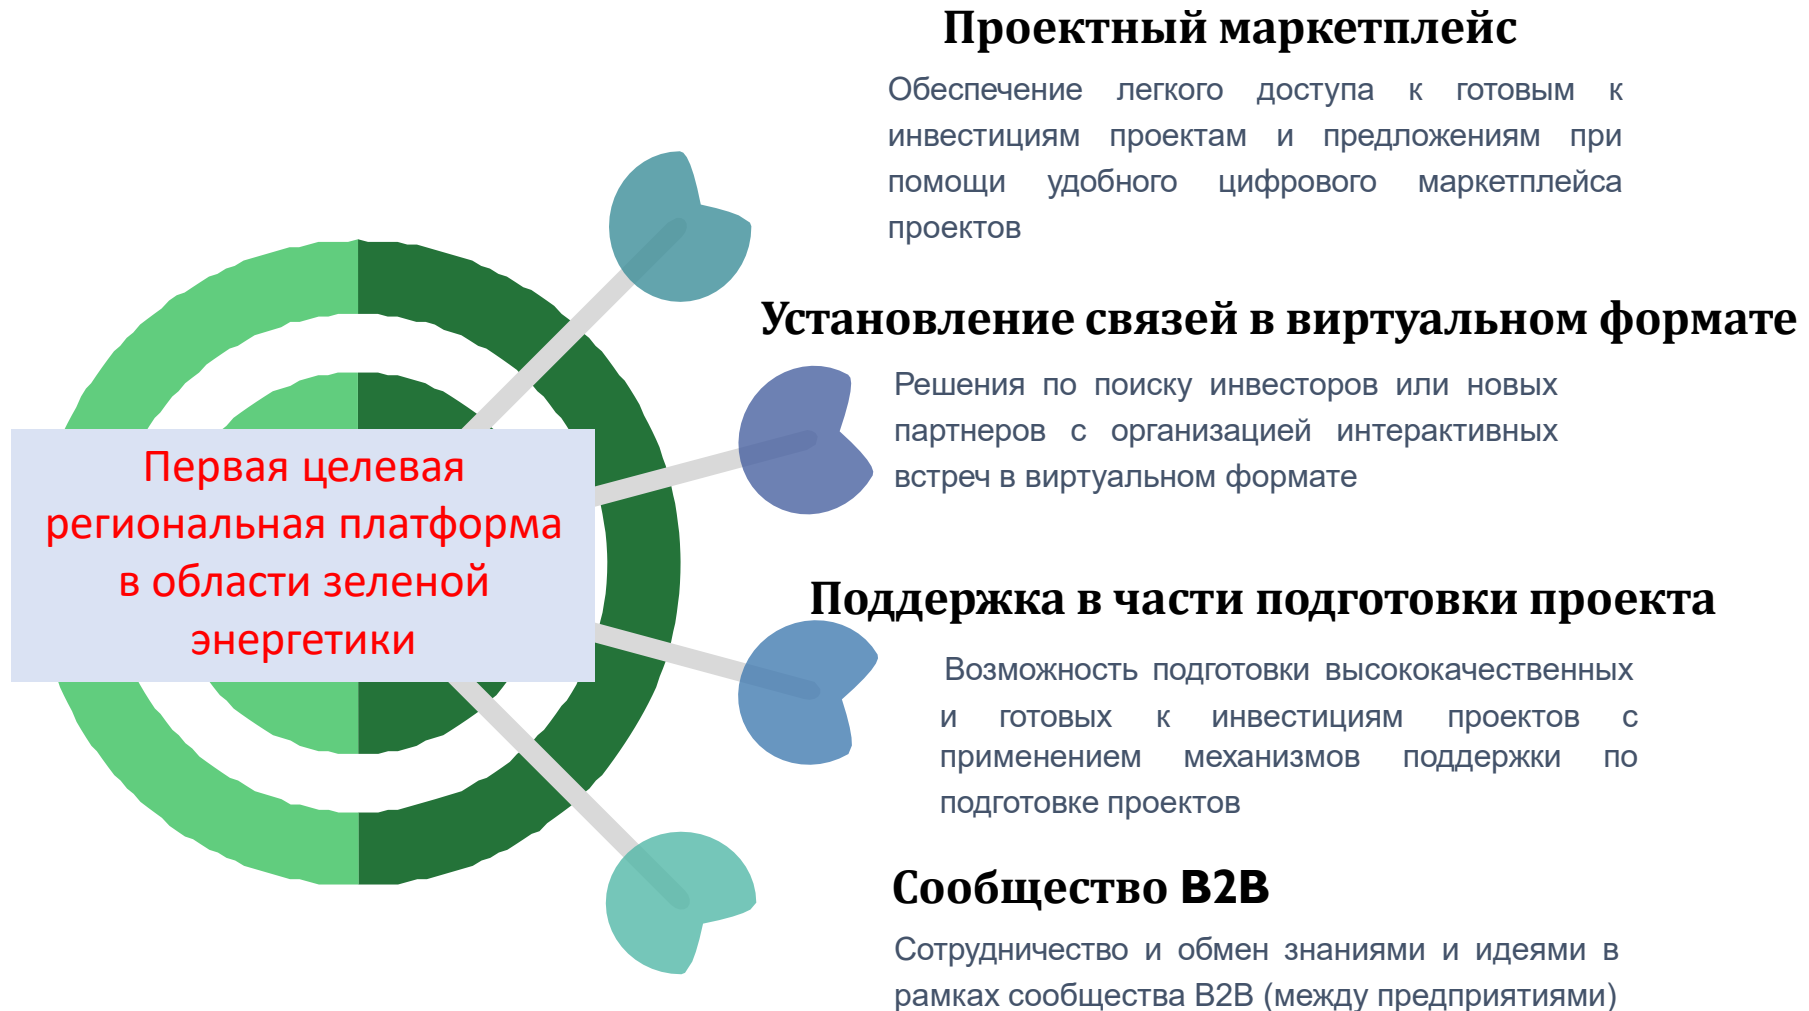 Проектный маркетплейс
Обеспечение легкого доступа к готовым к
инвестициям проектам и предложениям при
помощи удобного цифрового маркетплейса
проектов
Установление связей в виртуальном формате
Решения по поиску инвесторов или новых
партнеров с организацией интерактивных
встреч в виртуальном формате
Первая целевая
региональная платформа
в области зеленой
энергетики
Поддержка в части подготовки проекта
Возможность подготовки высококачественных
и готовых к инвестициям проектов с
применением механизмов поддержки по
подготовке проектов
Сообщество B2B
Сотрудничество и обмен знаниями и идеями в
рамках сообщества B2B (между предприятиями)